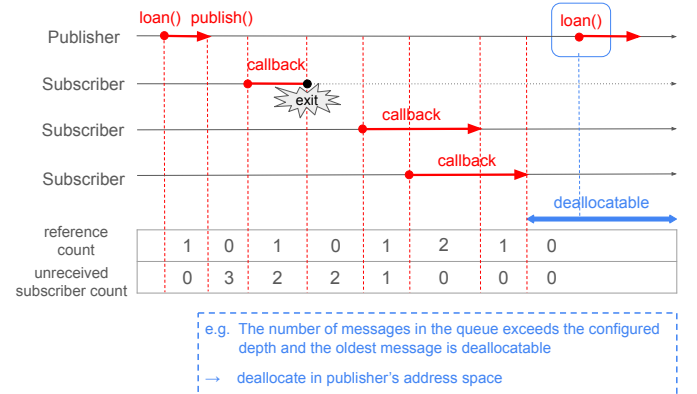 loan() publish()
loan()
Publisher
callback
Subscriber
exit
callback
Subscriber
callback
Subscriber
deallocatable
reference
count
1 0 1 0 1 2 1 0
unreceived
subscriber count
0 3 2 2 1 0 0 0
e.g. The number of messages in the queue exceeds the configured
depth and the oldest message is deallocatable
→ deallocate in publisher's address space